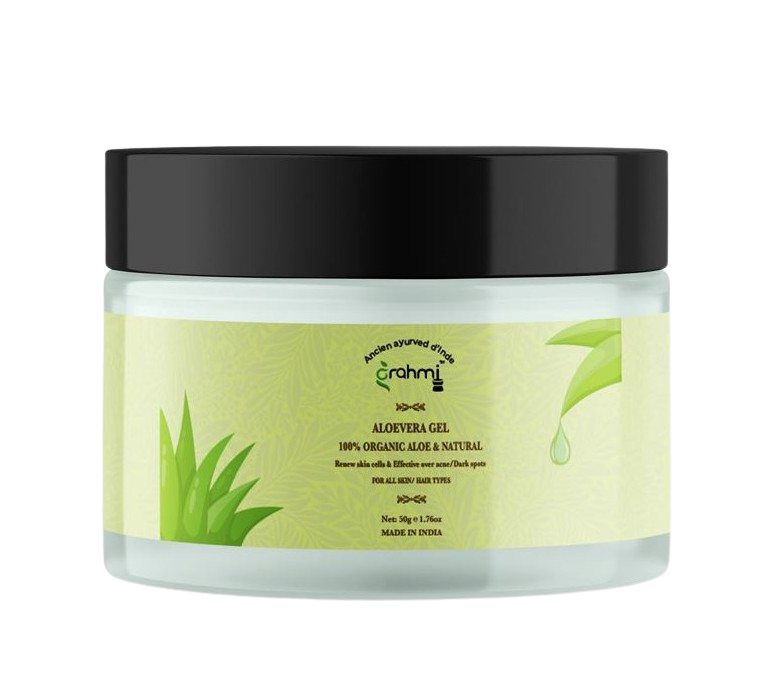 Ancien ayurved d'Inde
Grahmi
ALOEVERA GEL
100% ORGANIC ALOE & NATURAL
Renew skin cells & Effective over acne/Dark spots
FOR ALL SKIN/ HAIR TYPES
Net: 50g ℮ 1.76oz
MADE IN INDIA